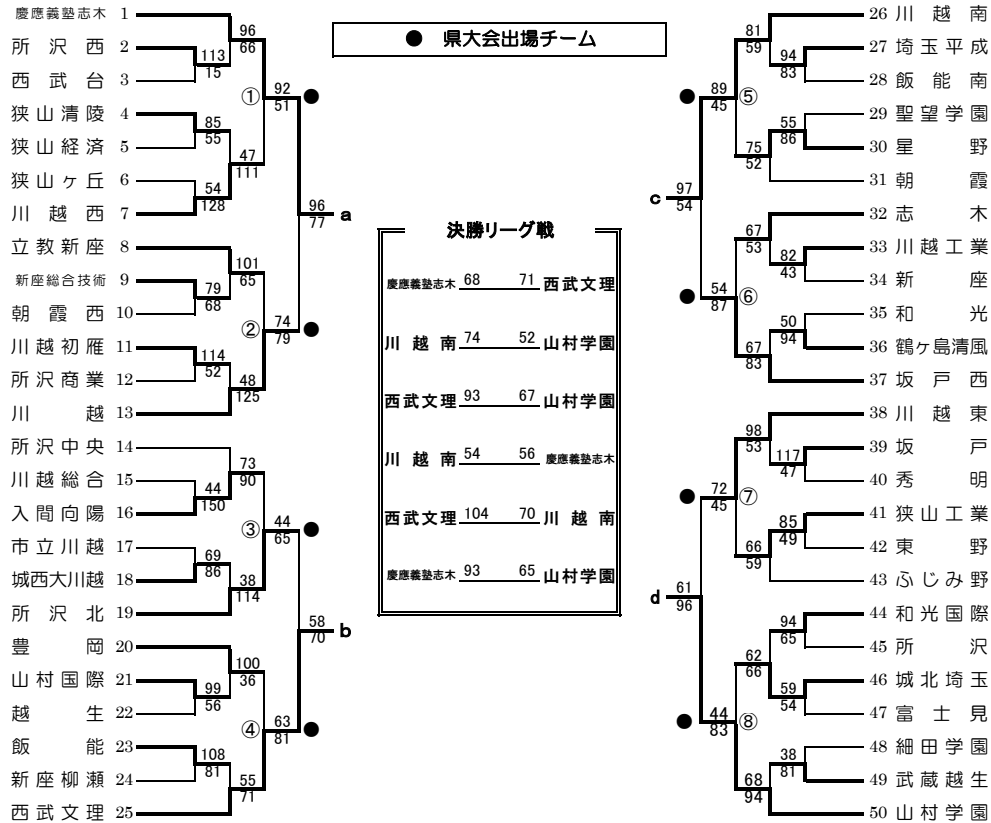 ● 県大会出場チーム
慶應義塾志木 1
所沢西 2
西武台 3
狭山清陵 4
狭山経済 5
狭山ヶ丘 6
川越西 7
立教新座 8
新座総合技術 9
朝霞西 10
川越初雁 11
所沢商業 12
川越 13
所沢中央 14
川越総合 15
入間向陽 16
市立川越 17
城西大川越 18
所沢北 19
豊岡 20
山村国際 21
越生 22
飯能 23
新座柳瀬 24
西武文理 25
96
66
113
15
① 92 ●
51
85
55
47
111
54
128
96 a
77
101
65
79
68
② 74 ●
79
114
52
48
125
73
90
44
150
③ 44 ●
65
69
86
38
114
58 b
70
100
36
99
56
④ 63 ●
81
108
81
55
71
決勝リーグ戦
慶應義塾志木 68 71 西武文理
川越南 74 52 山村学園
西武文理 93 67 山村学園
川越南 54 56 慶應義塾志木
西武文理 104 70 川越南
慶應義塾志木 93 65 山村学園
81
59
94
83
● 89 ⑤
45
55
86
75
52
c 97
54
67
53
82
43
● 54 ⑥
87
50
94
67
83
98
53
117
47
● 72 ⑦
45
85
49
66
59
d 61
96
94
65
62
66
59
54
● 44 ⑧
83
38
81
68
94
26 川越南
27 埼玉平成
28 飯能南
29 聖望学園
30 星野
31 朝霞
32 志木
33 川越工業
34 新座
35 和光
36 鶴ヶ島清風
37 坂戸西
38 川越東
39 坂戸
40 秀明
41 狭山工業
42 東野
43 ふじみ野
44 和光国際
45 所沢
46 城北埼玉
47 富士見
48 細田学園
49 武蔵越生
50 山村学園